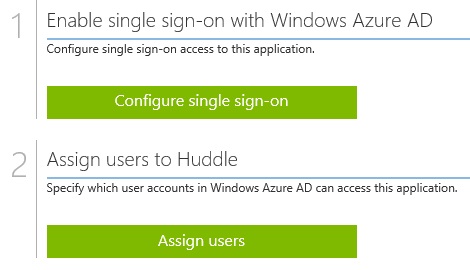 1
Enable single sign-on with Windows Azure AD
Configure single sign-on access to this application.
Configure single sign-on
2
Assign users to Huddle
Specify which user accounts in Windows Azure AD can access this application.
Assign users